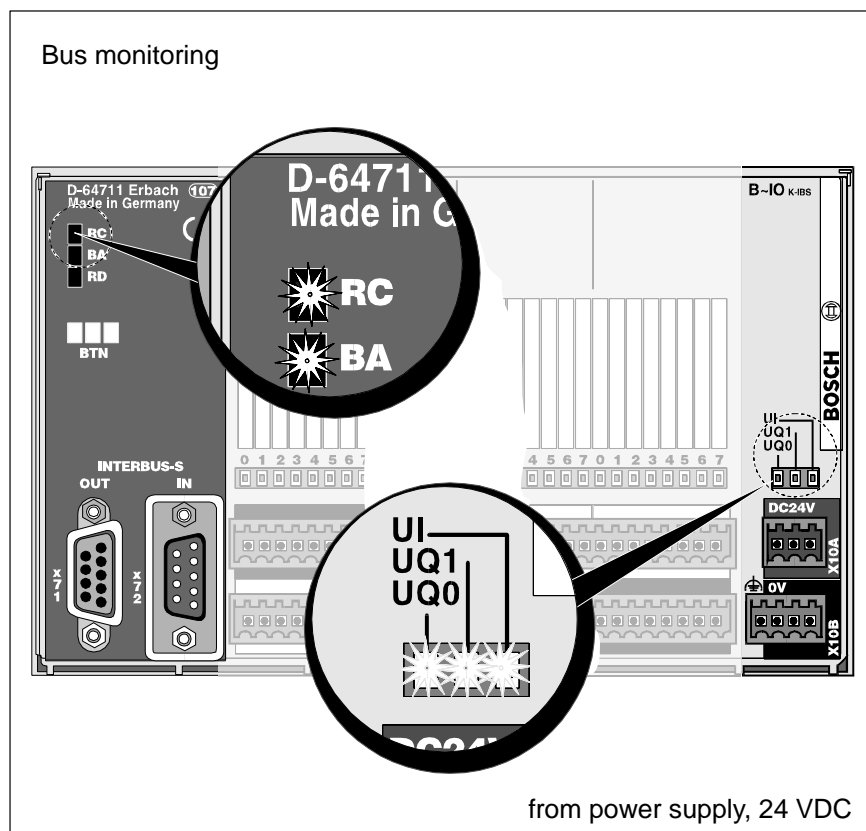 Bus monitoring
D-64711 Erbach 107
Made in Germany
RC
BA
RD
BTN
INTERBUS-S
OUT IN
X71
X72
D-64711
Made in G
RC
BA
0 1 2 3 4 5 6 7
4 5 6 7 0 1 2 3 4 5 6 7
B~IO K-IBS
BOSCH
UI
UQ1
UQ0
DC24V
X10A
0V
X10B
UI
UQ1
UQ0
DC24V
from power supply, 24 VDC